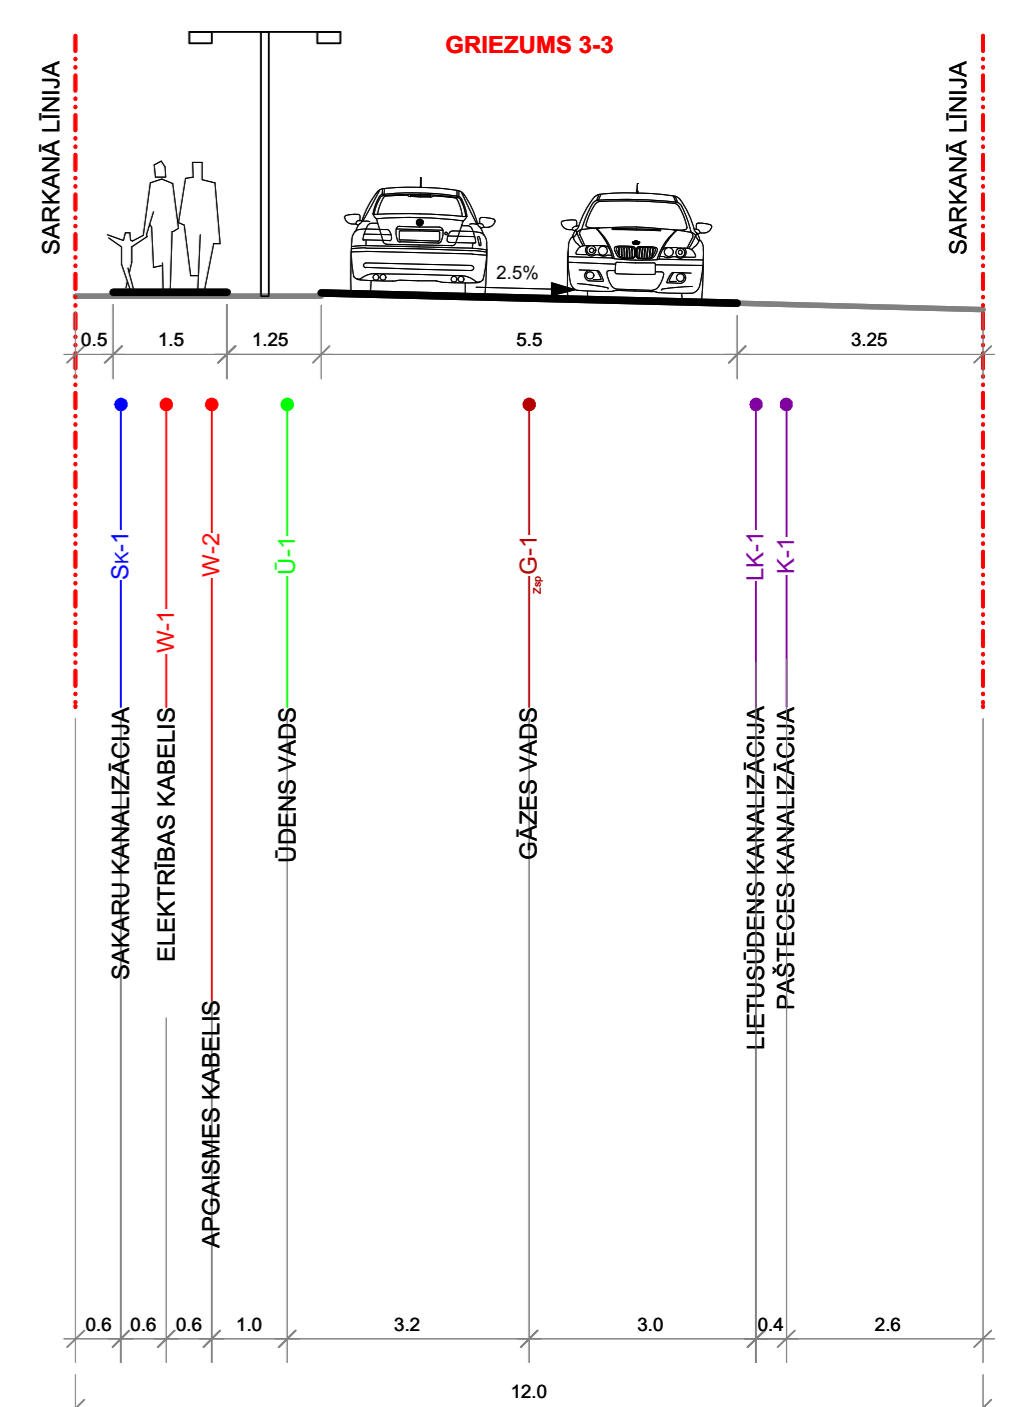 GRIEZUMS 3-3
SARKANĀ LĪNIJA
SARKANĀ LĪNIJA
2.5%
0.5
1.5
1.25
5.5
3.25
SK-1
W-1
W-2
Ū-1
ZspG-1
LK-1
K-1
SAKARU KANALIZĀCIJA
ELEKTRĪBAS KABELIS
APGAISMES KABELIS
ŪDENS VADS
GĀZES VADS
LIETUSŪDENS KANALIZĀCIJA
PAŠTECES KANALIZĀCIJA
0.6
0.6
0.6
1.0
3.2
3.0
0.4
2.6
12.0